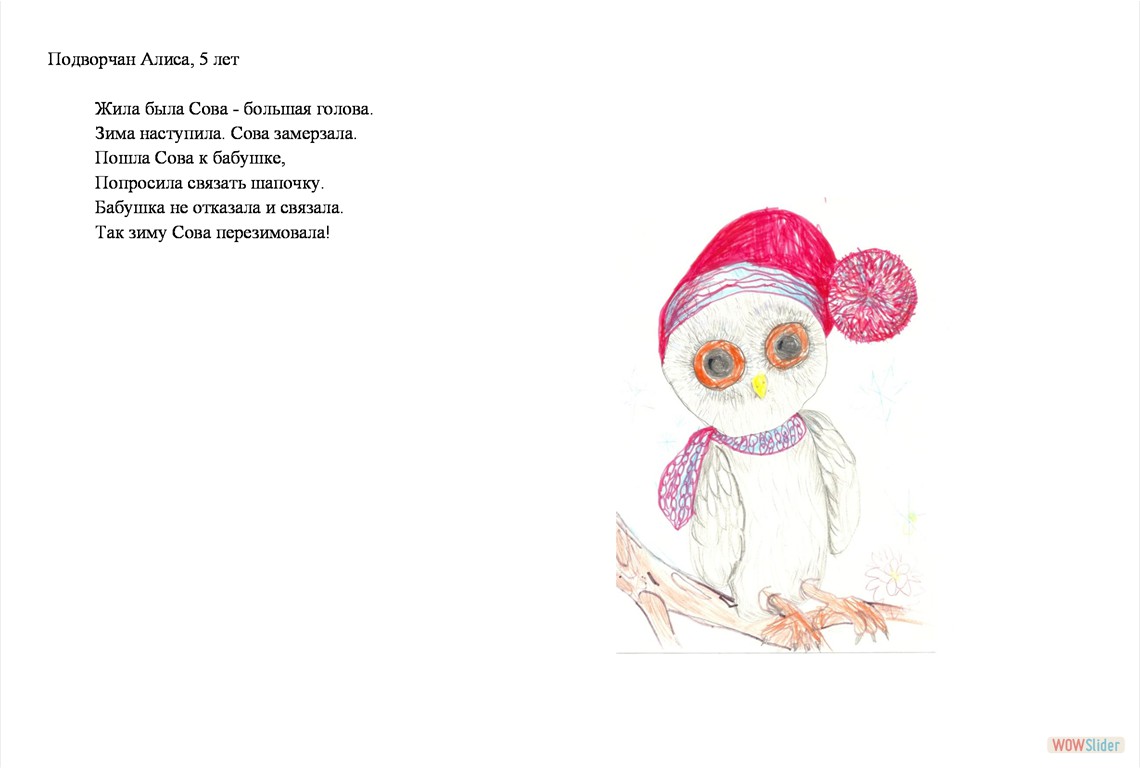 Подворчан Алиса, 5 лет
Жила была Сова - большая голова.
Зима наступила. Сова замерзала.
Пошла Сова к бабушке,
Попросила связать шапочку.
Бабушка не отказала и связала.
Так зиму Сова перезимовала!
WOWSlider